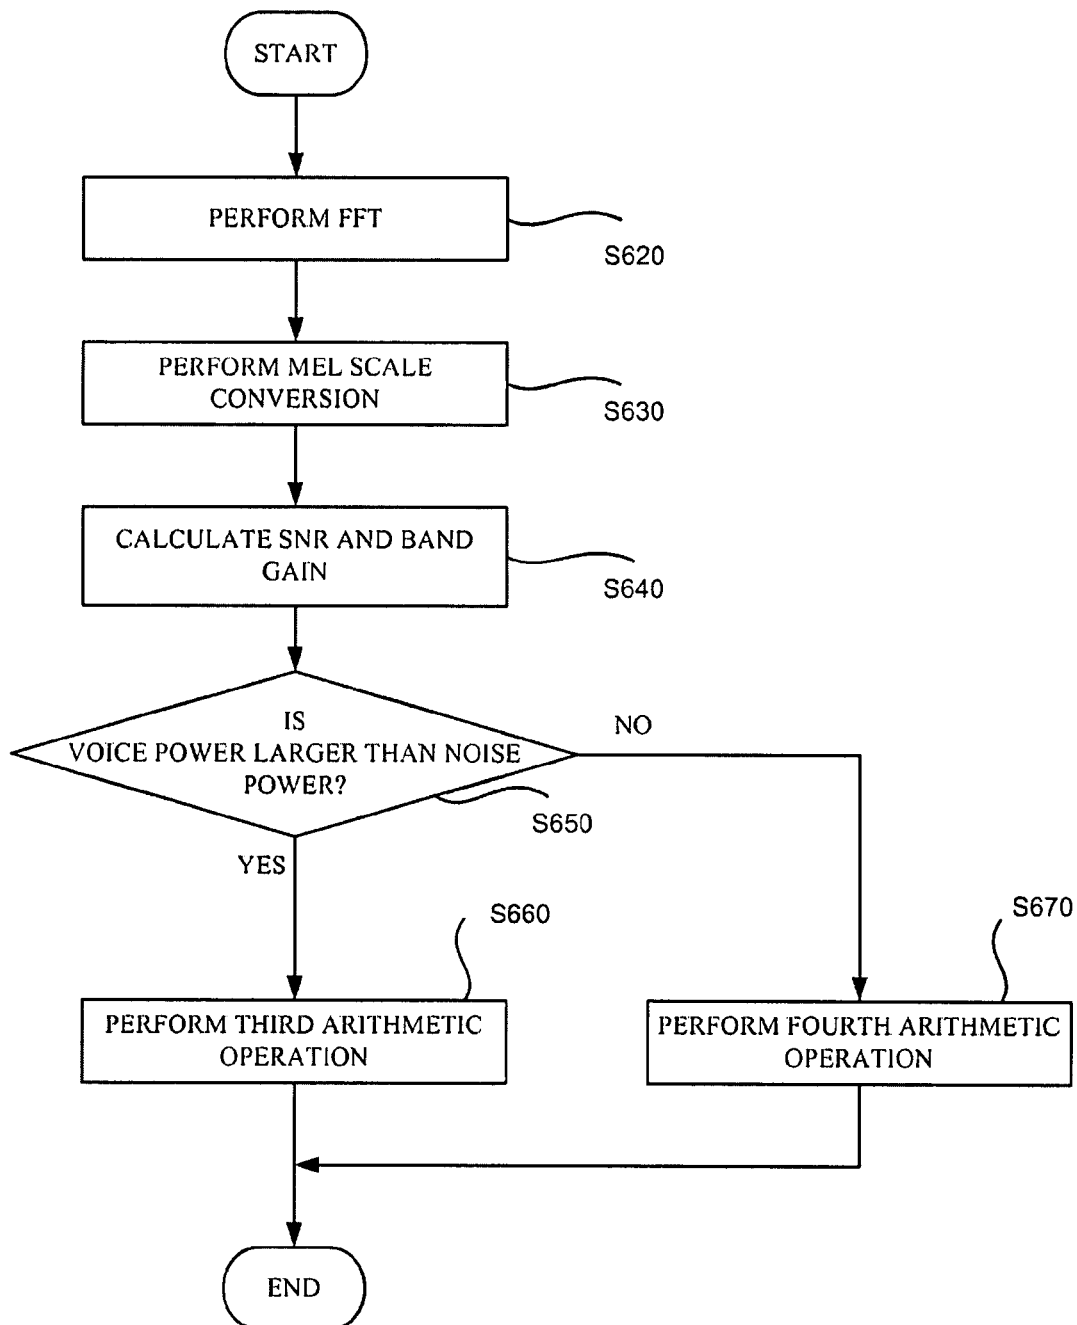 START
PERFORM FFT
S620
PERFORM MEL SCALE
CONVERSION
S630
CALCULATE SNR AND BAND
GAIN
S640
IS
VOICE POWER LARGER THAN NOISE
POWER?
NO
S650
YES
S660
S670
PERFORM THIRD ARITHMETIC
OPERATION
PERFORM FOURTH ARITHMETIC
OPERATION
END